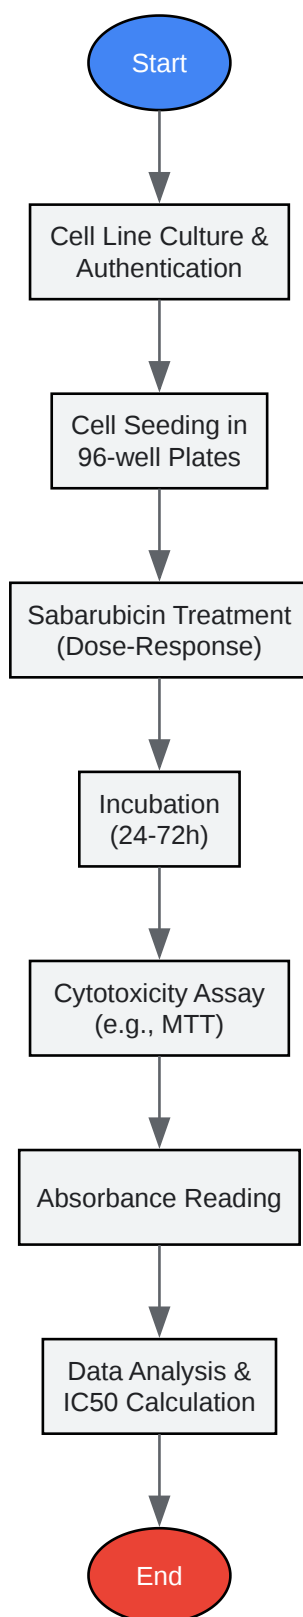 Start
Cell Line Culture &
Authentication
Cell Seeding in
96-well Plates
Sabarubicin Treatment
(Dose-Response)
Incubation
(24-72h)
Cytotoxicity Assay
(e.g., MTT)
Absorbance Reading
Data Analysis &
IC50 Calculation
End